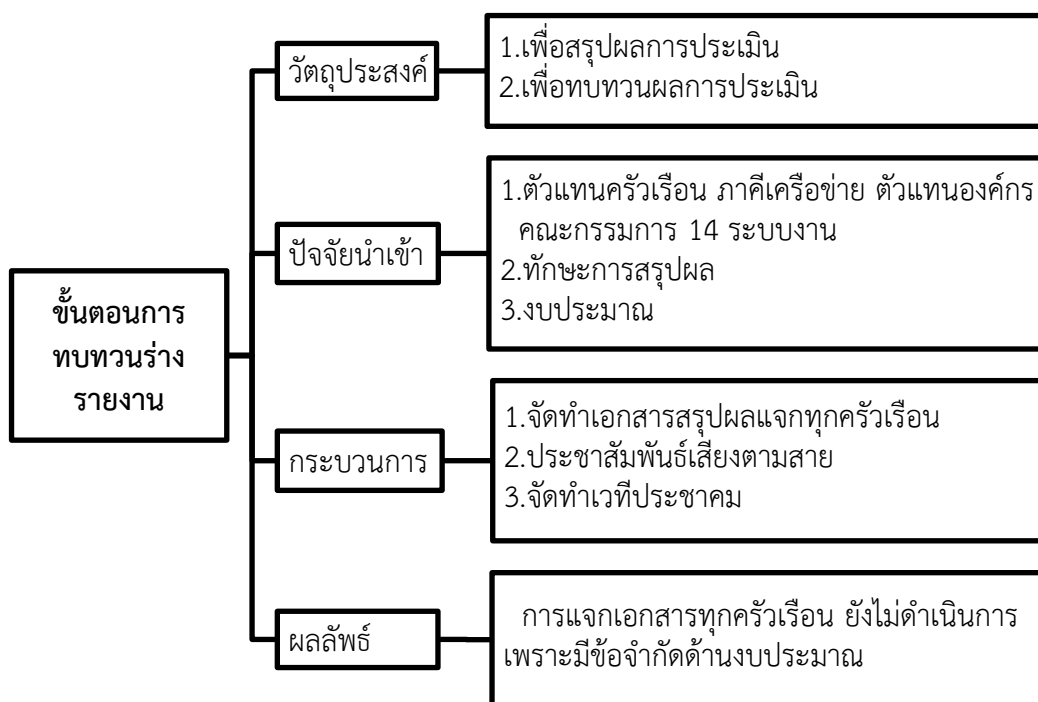 วัตถุประสงค์
1.เพื่อสรุปผลการประเมิน
2.เพื่อทบทวนผลการประเมิน
ปัจจัยนำเข้า
1.ตัวแทนครัวเรือน ภาคีเครือข่าย ตัวแทนองค์กร
คณะกรรมการ 14 ระบบงาน
2.ทักษะการสรุปผล
3.งบประมาณ
ขั้นตอนการ
ทบทวนร่าง
รายงาน
กระบวนการ
1.จัดทำเอกสารสรุปผลแจกทุกครัวเรือน
2.ประชาสัมพันธ์เสียงตามสาย
3.จัดทำเวทีประชาคม
ผลลัพธ์
การแจกเอกสารทุกครัวเรือน ยังไม่ดำเนินการ
เพราะมีข้อจำกัดด้านงบประมาณ